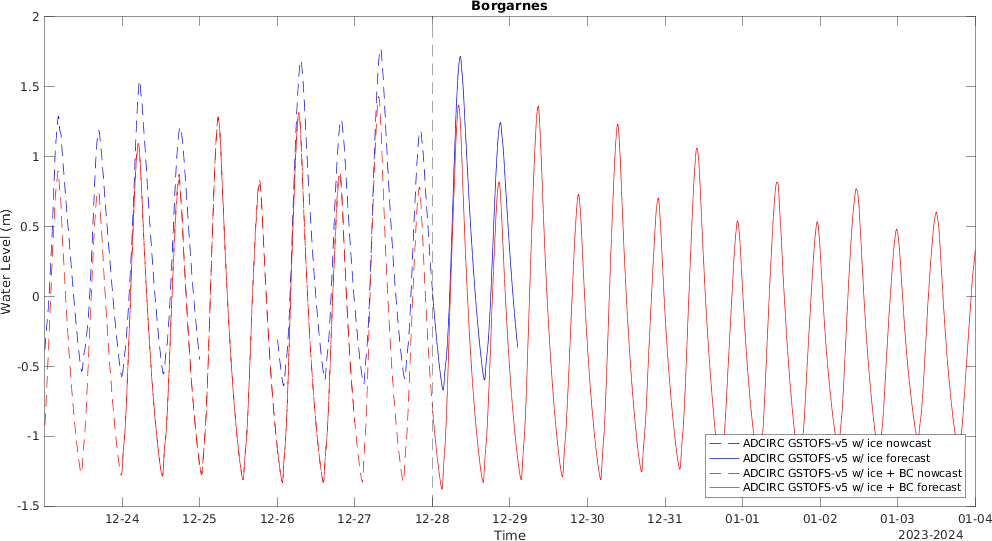 Borgarnes
2
1.5
1
0.5
0
-0.5
-1
-1.5
Water Level (m)
12-24 12-25 12-26 12-27 12-28 12-29 12-30 12-31 01-01 01-02 01-03 01-04
Time
2023-2024
ADCIRC GSTOFS-v5 w/ ice nowcast
ADCIRC GSTOFS-v5 w/ ice forecast
ADCIRC GSTOFS-v5 w/ ice + BC nowcast
ADCIRC GSTOFS-v5 w/ ice + BC forecast